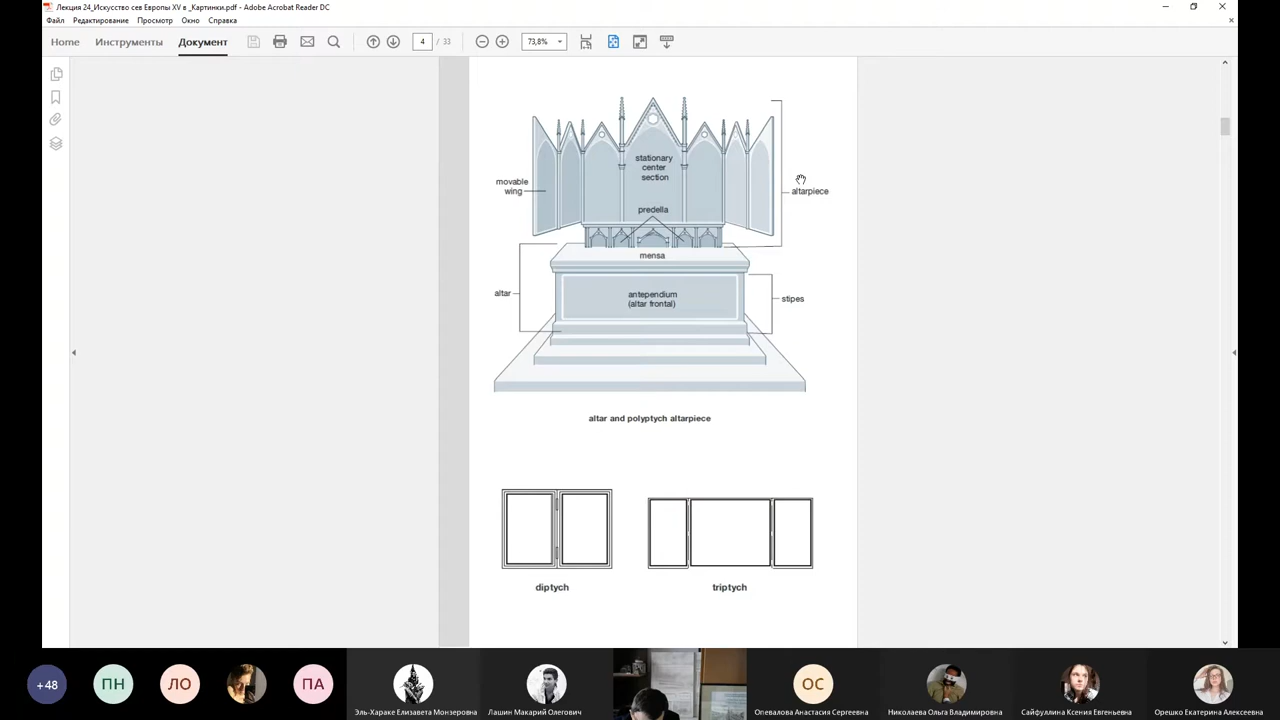 Лекция 24_Искусство сев Европы XV в _Картинки.pdf - Adobe Acrobat Reader DC
Файл Редактирование Просмотр Окно Справка
Home Инструменты Документ 4 / 33 73,8%
stationary
center
section
movable
wing
altarpiece
predella
mensa
altar
antependium
(altar frontal)
stipes
altar and polyptych altarpiece
diptych
triptych
+48 ПН ЛО ПА ОС
Эль-Хараке Елизавета Монзеровна
Лашин Макарий Олегович
Опевалова Анастасия Сергеевна
Николаева Ольга Владимировна
Сайфуллина Ксения Евгеньевна
Орешко Екатерина Алексеевна